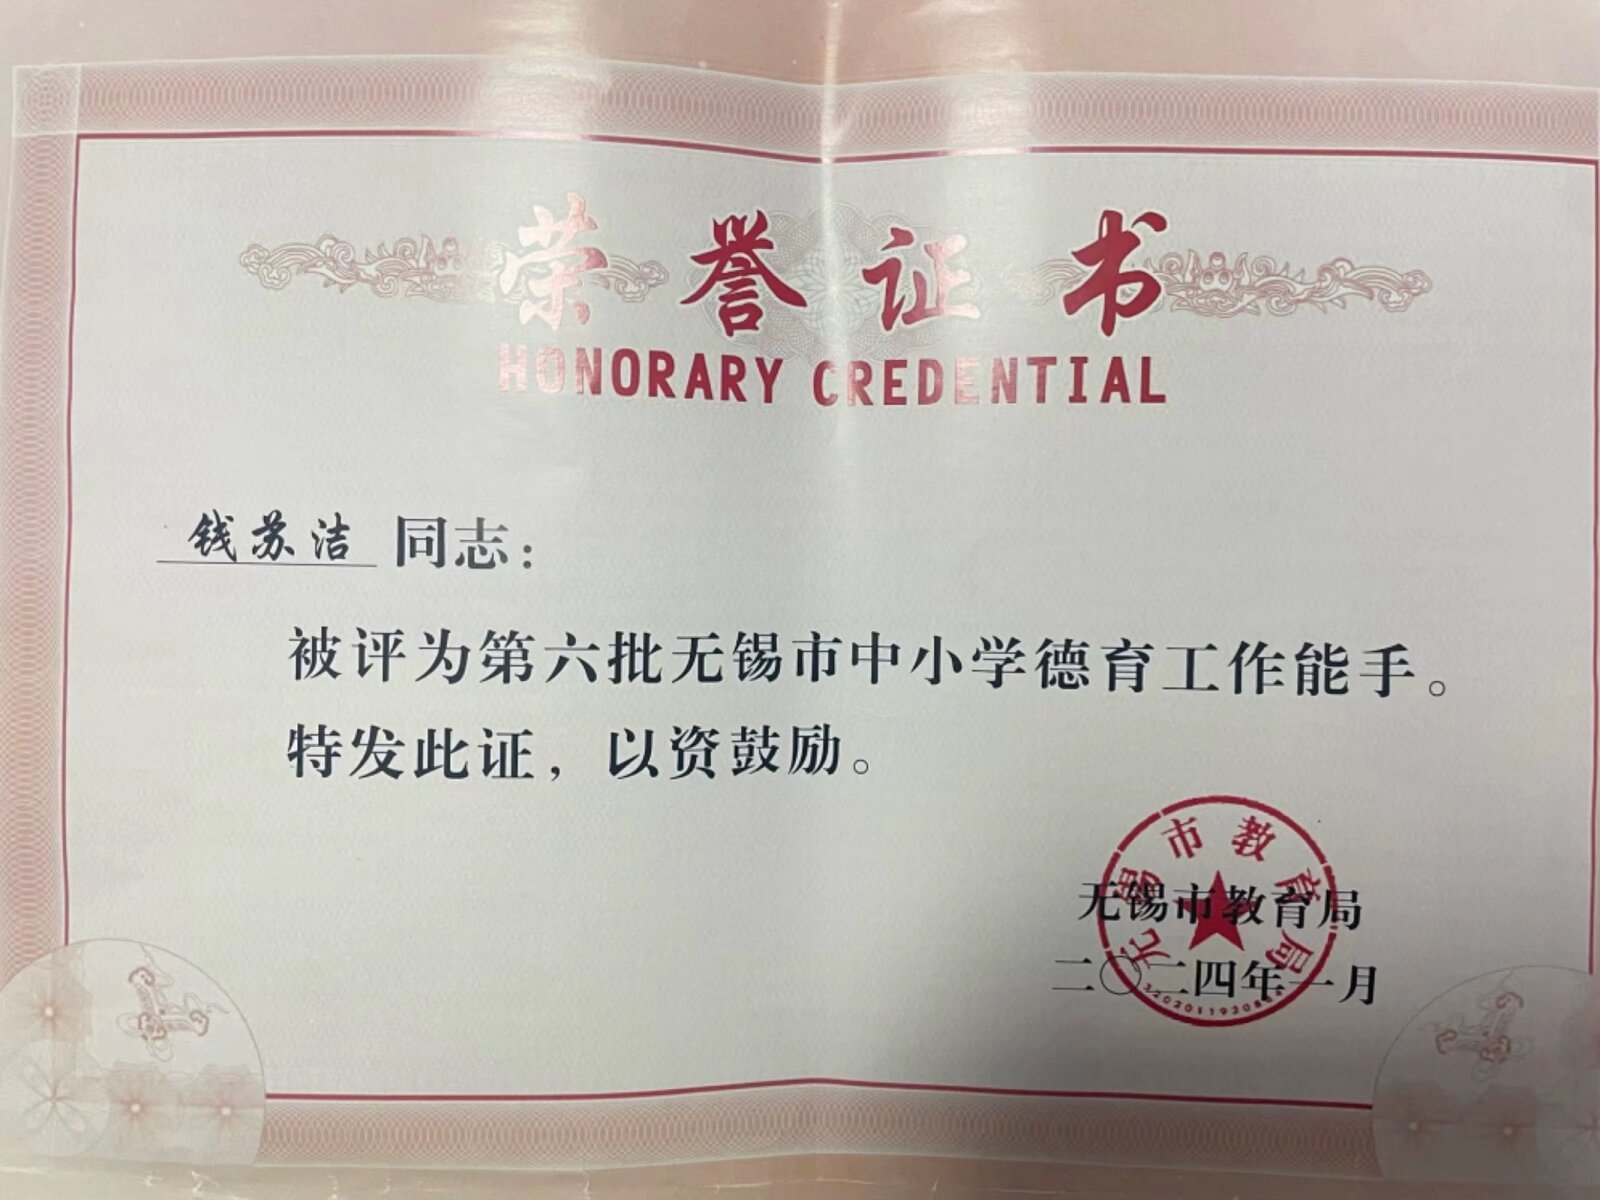 荣誉证书
HONORARY CREDENTIAL
钱苏洁 同志：
被评为第六批无锡市中小学德育工作能手。
特发此证，以资鼓励。
无锡市教育局
无锡市教育局
二〇二四年一月